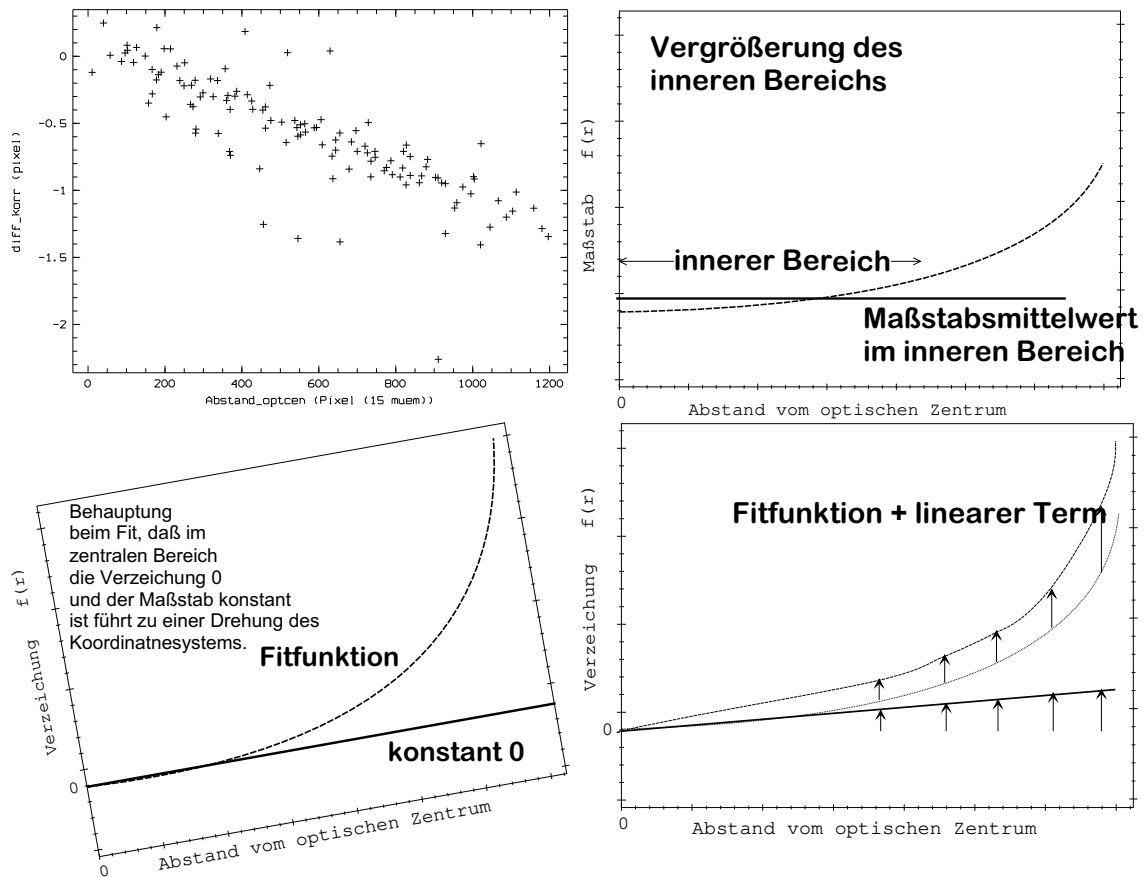 diff_korr (pixel)
0
-0.5
-1
-1.5
-2
0
200
400
600
800
1000
1200
Abstand_optcen (Pixel (15 muem))
Vergrößerung des
inneren Bereichs
Maßstab f(r)
innerer Bereich
Maßstabsmittelwert
im inneren Bereich
0
Abstand vom optischen Zentrum
Behauptung
beim Fit, daß im
zentralen Bereich
die Verzeichung 0
und der Maßstab konstant
ist führt zu einer Drehung des
Koordinatnesystems.
Verzeichung f(r)
Fitfunktion
konstant 0
0
0
Abstand vom optischen Zentrum
Fitfunktion + linearer Term
Verzeichung f(r)
0
0
Abstand vom optischen Zentrum